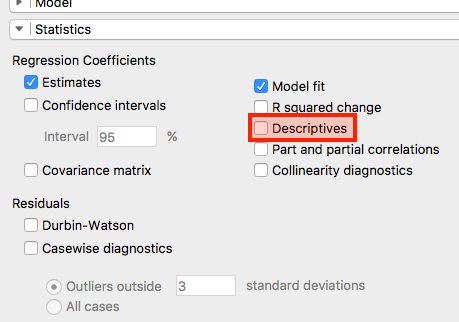 Model
Statistics
Regression Coefficients
Estimates
Model fit
Confidence intervals
R squared change
Interval 95 %
Descriptives
Part and partial correlations
Covariance matrix
Collinearity diagnostics
Residuals
Durbin-Watson
Casewise diagnostics
Outliers outside 3 standard deviations
All cases